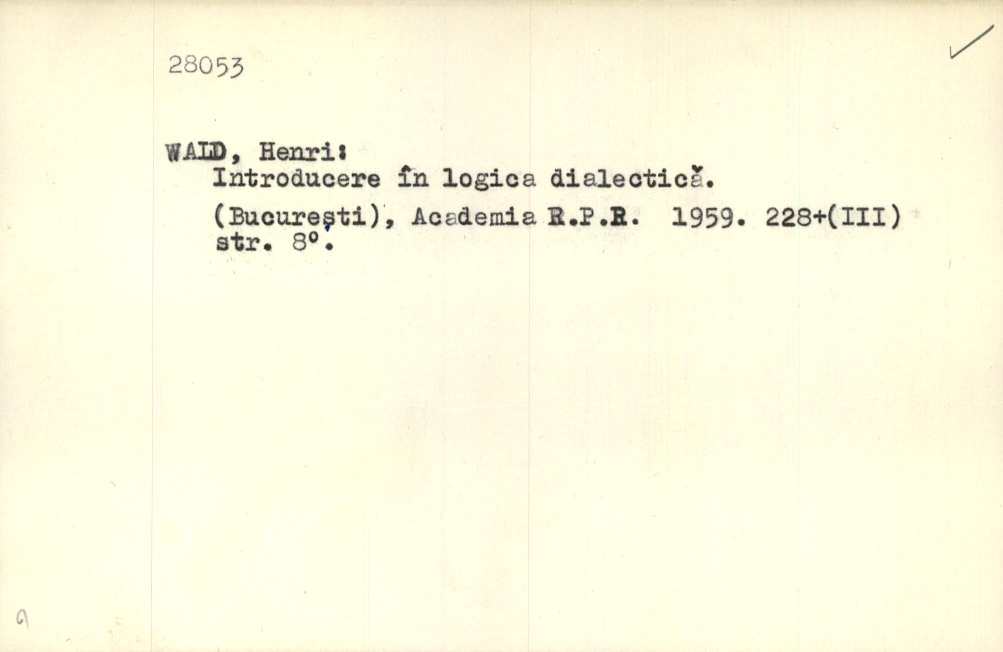 28053
WALD, Henri:
Introducere în logica dialectică.
(București), Academia R.P.R. 1959. 228+(III)
str. 8°.